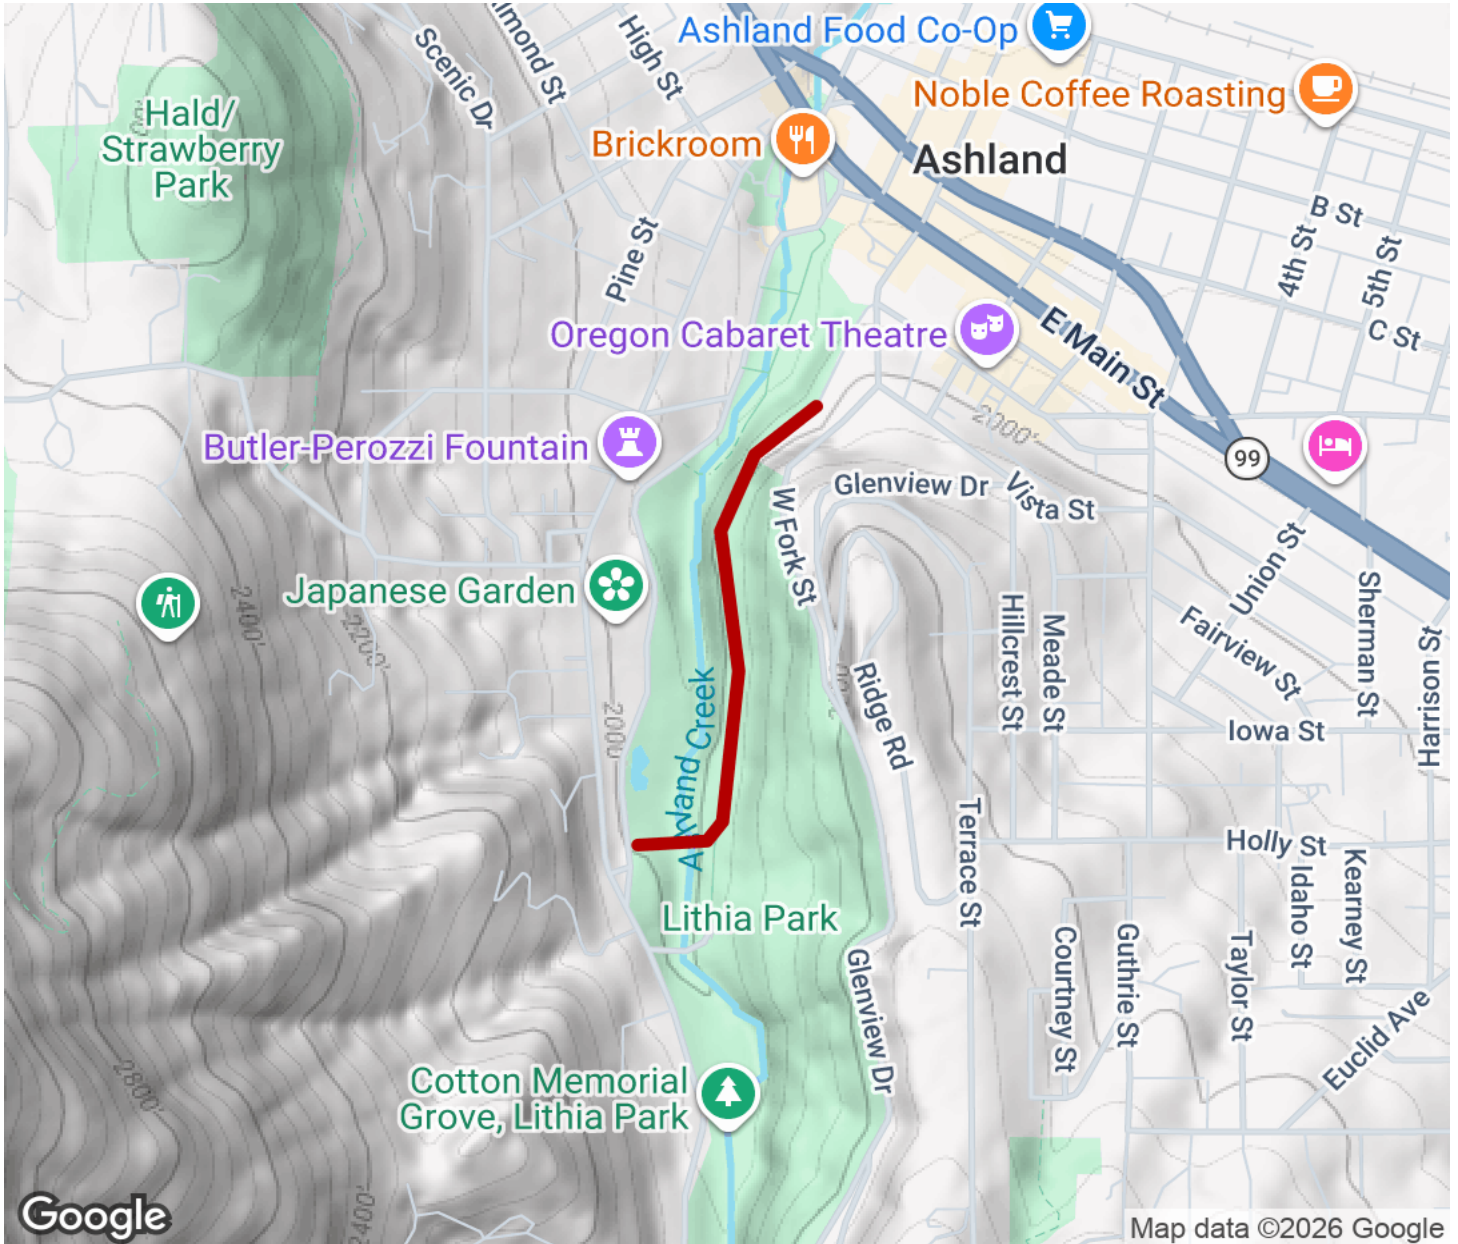 Ashland Food Co-Op
Scenic Dr
Almond St
High St
Noble Coffee Roasting
Hald/
Strawberry
Park
Brickroom
Ashland
B St
4th St
5th St
C St
Pine St
Oregon Cabaret Theatre
E Main St
2000'
Butler-Perozzi Fountain
99
Glenview Dr
Vista St
W Fork St
Union St
Japanese Garden
2400'
2200'
Hillcrest St
Meade St
Fairview St
Sherman St
Harrison St
Ashland Creek
2000'
Ridge Rd
Iowa St
Terrace St
Holly St
Idaho St
Kearney St
Lithia Park
Glenview Dr
Courtney St
Guthrie St
Taylor St
Euclid Ave
2800'
Cotton Memorial
Grove, Lithia Park
2400'
Google
Map data ©2026 Google